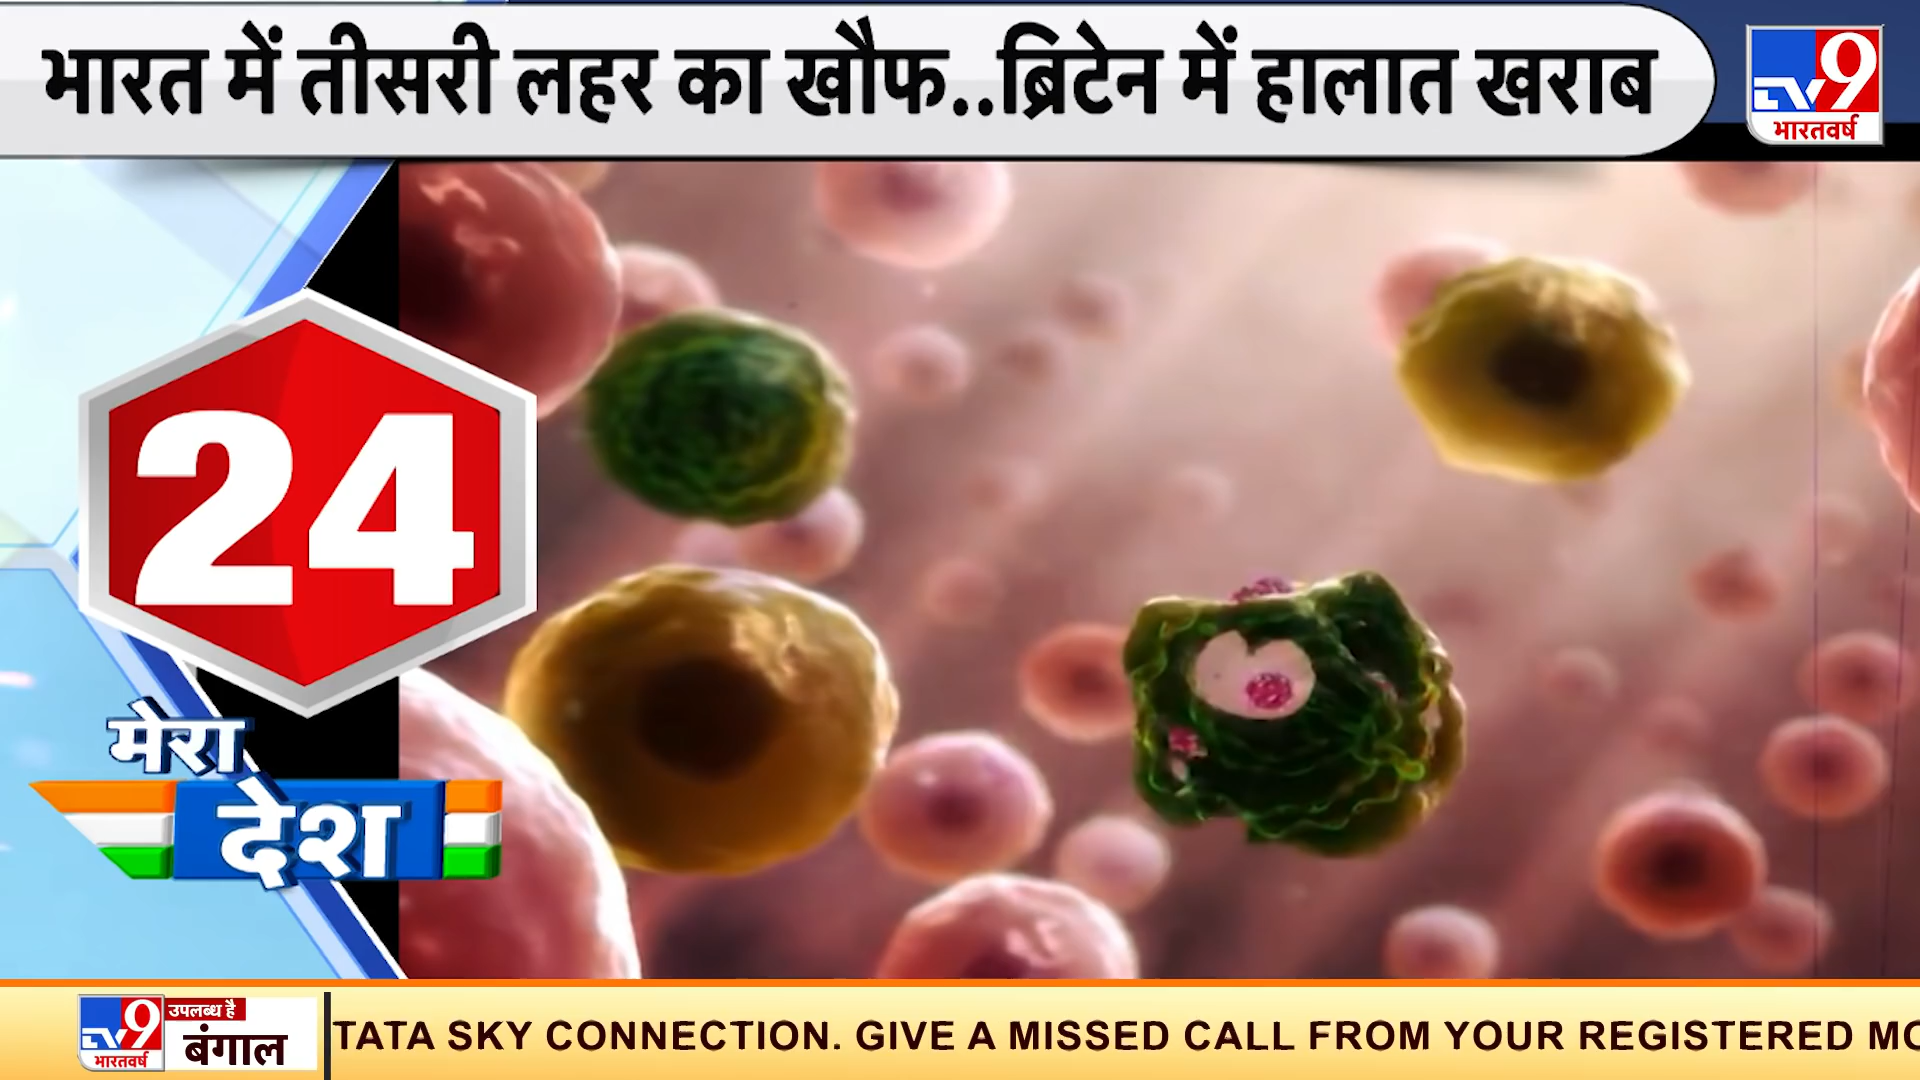 भारत में तीसरी लहर का खौफ..ब्रिटेन में हालात खराब
TV9
भारतवर्ष
24
मेरा
देश
TV9
भारतवर्ष
उपलब्ध है
बंगाल
TATA SKY CONNECTION. GIVE A MISSED CALL FROM YOUR REGISTERED MO